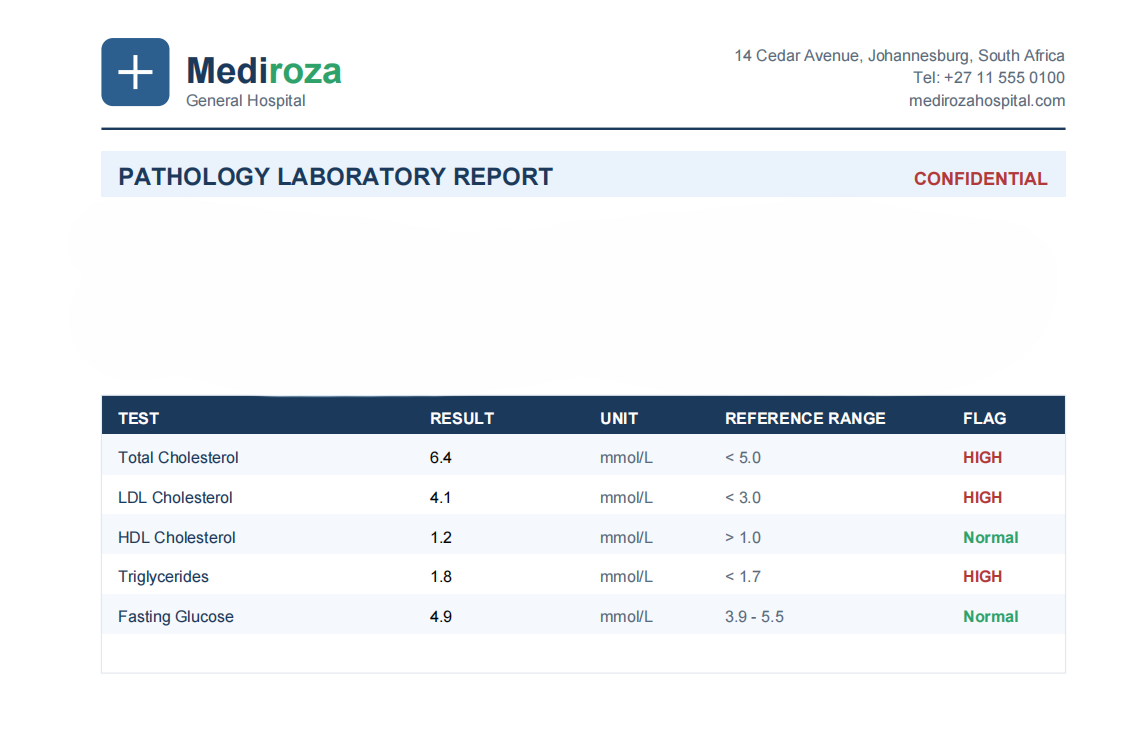 Mediroza
General Hospital
14 Cedar Avenue, Johannesburg, South Africa
Tel: +27 11 555 0100
medirozahospital.com
PATHOLOGY LABORATORY REPORT CONFIDENTIAL
TEST RESULT UNIT REFERENCE RANGE FLAG
Total Cholesterol 6.4 mmol/L < 5.0 HIGH
LDL Cholesterol 4.1 mmol/L < 3.0 HIGH
HDL Cholesterol 1.2 mmol/L > 1.0 Normal
Triglycerides 1.8 mmol/L < 1.7 HIGH
Fasting Glucose 4.9 mmol/L 3.9 - 5.5 Normal